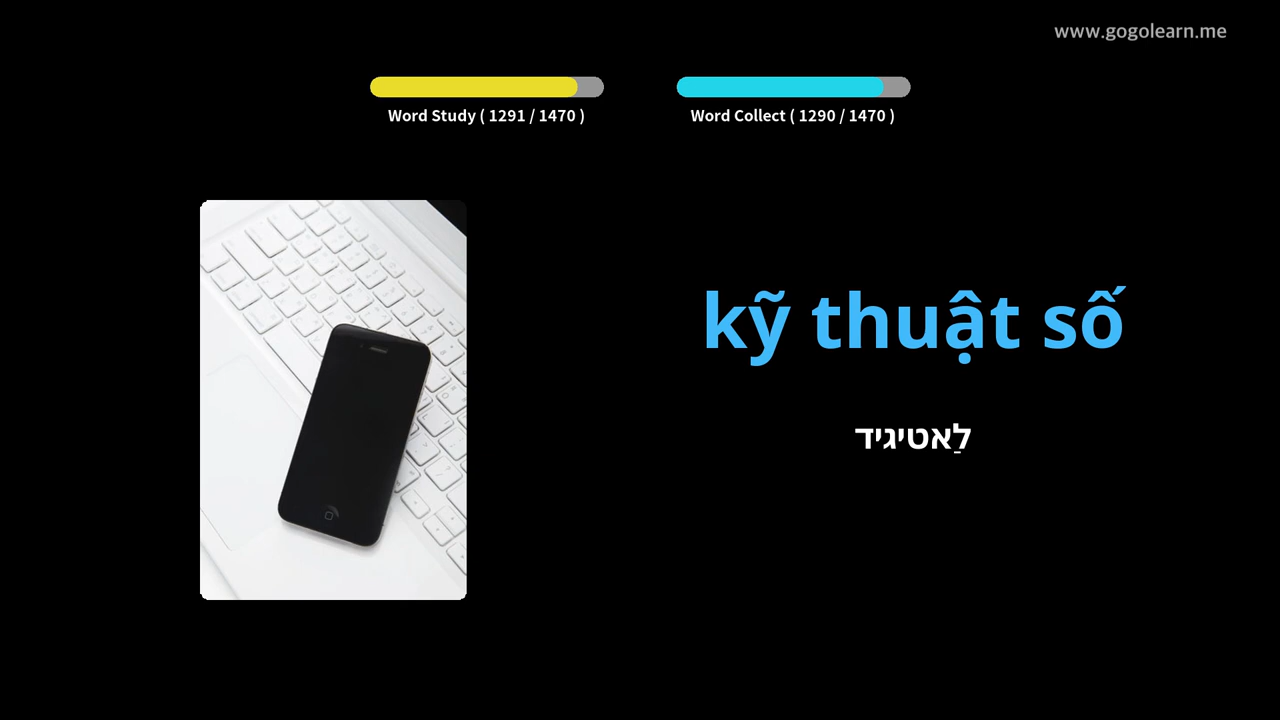 www.gogolearn.me
Word Study ( 1291 / 1470 )
Word Collect ( 1290 / 1470 )
kỹ thuật số
לַאטיגיד